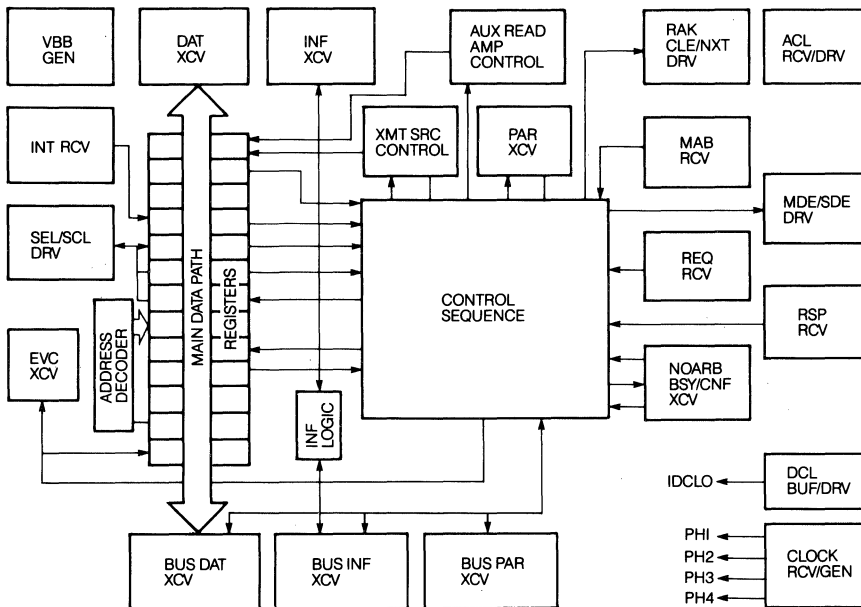 VBB
GEN
DAT
XCV
INF
XCV
AUX READ
AMP
CONTROL
RAK
CLE/NXT
DRV
ACL
RCV/DRV
INT RCV
XMT SRC
CONTROL
PAR
XCV
MAB
RCV
SEL/SCL
DRV
MDE/SDE
DRV
MAIN DATA PATH
REGISTERS
CONTROL
SEQUENCE
REQ
RCV
RSP
RCV
EVC
XCV
ADDRESS
DECODER
INF
LOGIC
NOARB
BSY/CNF
XCV
IDCLO
DCL
BUF/DRV
BUS DAT
XCV
BUS INF
XCV
BUS PAR
XCV
PHI
PH2
PH3
PH4
CLOCK
RCV/GEN